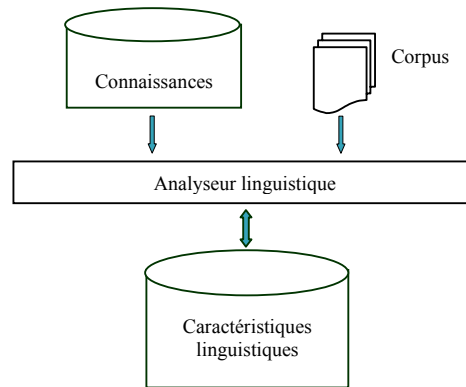 Connaissances
Corpus
Analyseur linguistique
Caractéristiques
linguistiques